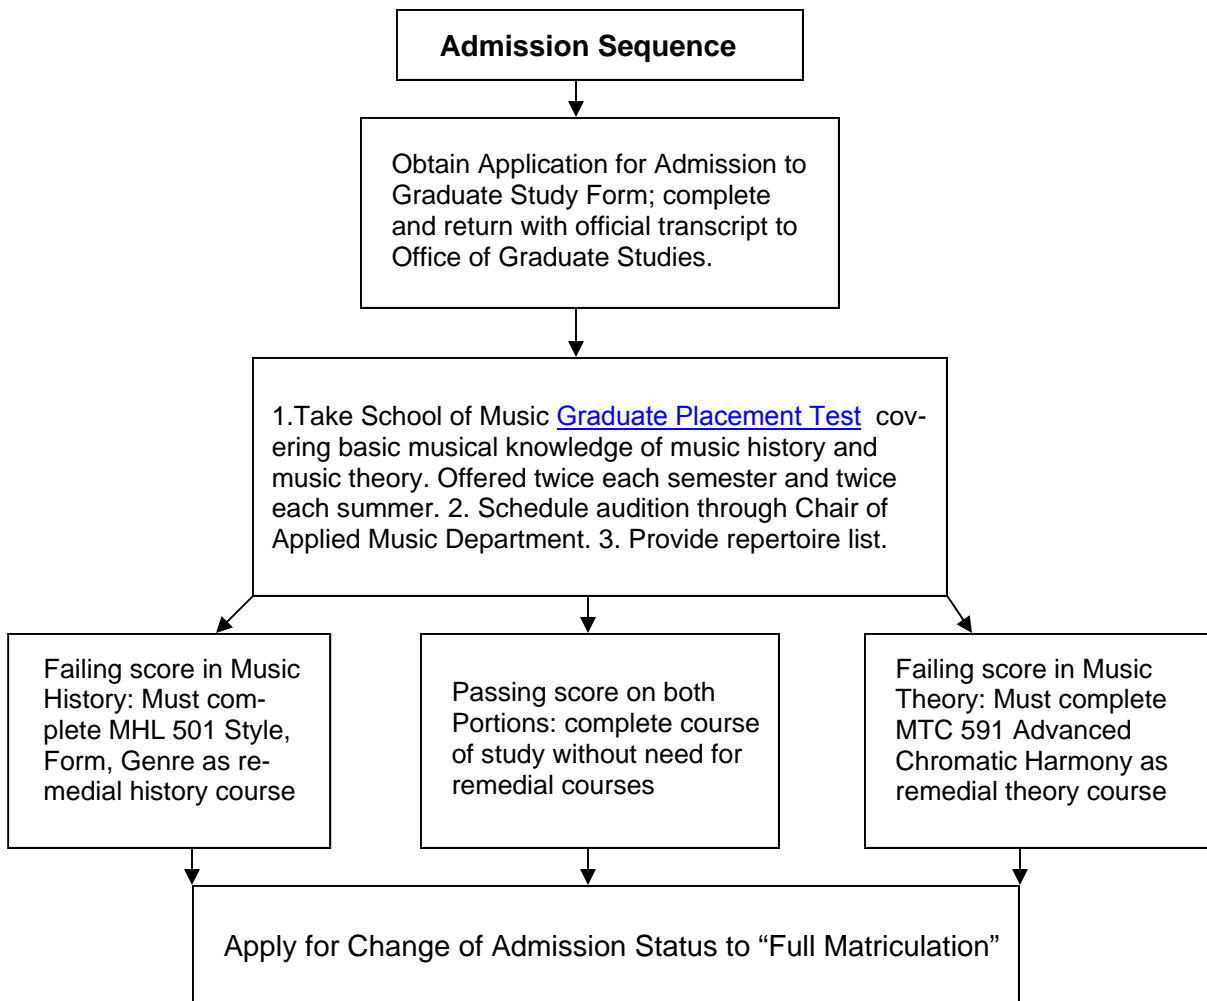 Admission Sequence
Obtain Application for Admission to
Graduate Study Form; complete
and return with official transcript to
Office of Graduate Studies.
1.Take School of Music Graduate Placement Test cov-
ering basic musical knowledge of music history and
music theory. Offered twice each semester and twice
each summer. 2. Schedule audition through Chair of
Applied Music Department. 3. Provide repertoire list.
Failing score in Music
History: Must com-
plete MHL 501 Style,
Form, Genre as re-
medial history course
Passing score on both
Portions: complete course
of study without need for
remedial courses
Failing score in Music
Theory: Must complete
MTC 591 Advanced
Chromatic Harmony as
remedial theory course
Apply for Change of Admission Status to “Full Matriculation”